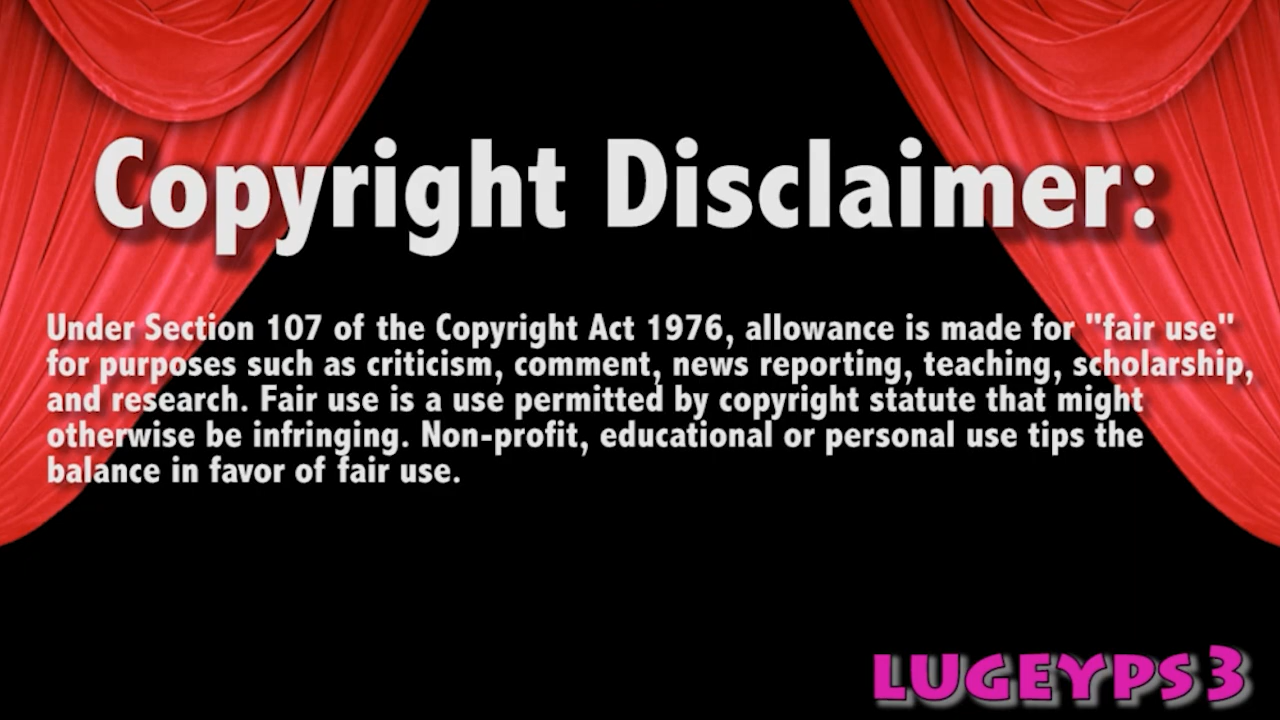 Copyright Disclaimer:
Under Section 107 of the Copyright Act 1976, allowance is made for "fair use"
for purposes such as criticism, comment, news reporting, teaching, scholarship,
and research. Fair use is a use permitted by copyright statute that might
otherwise be infringing. Non-profit, educational or personal use tips the
balance in favor of fair use.
LUGEYPS3